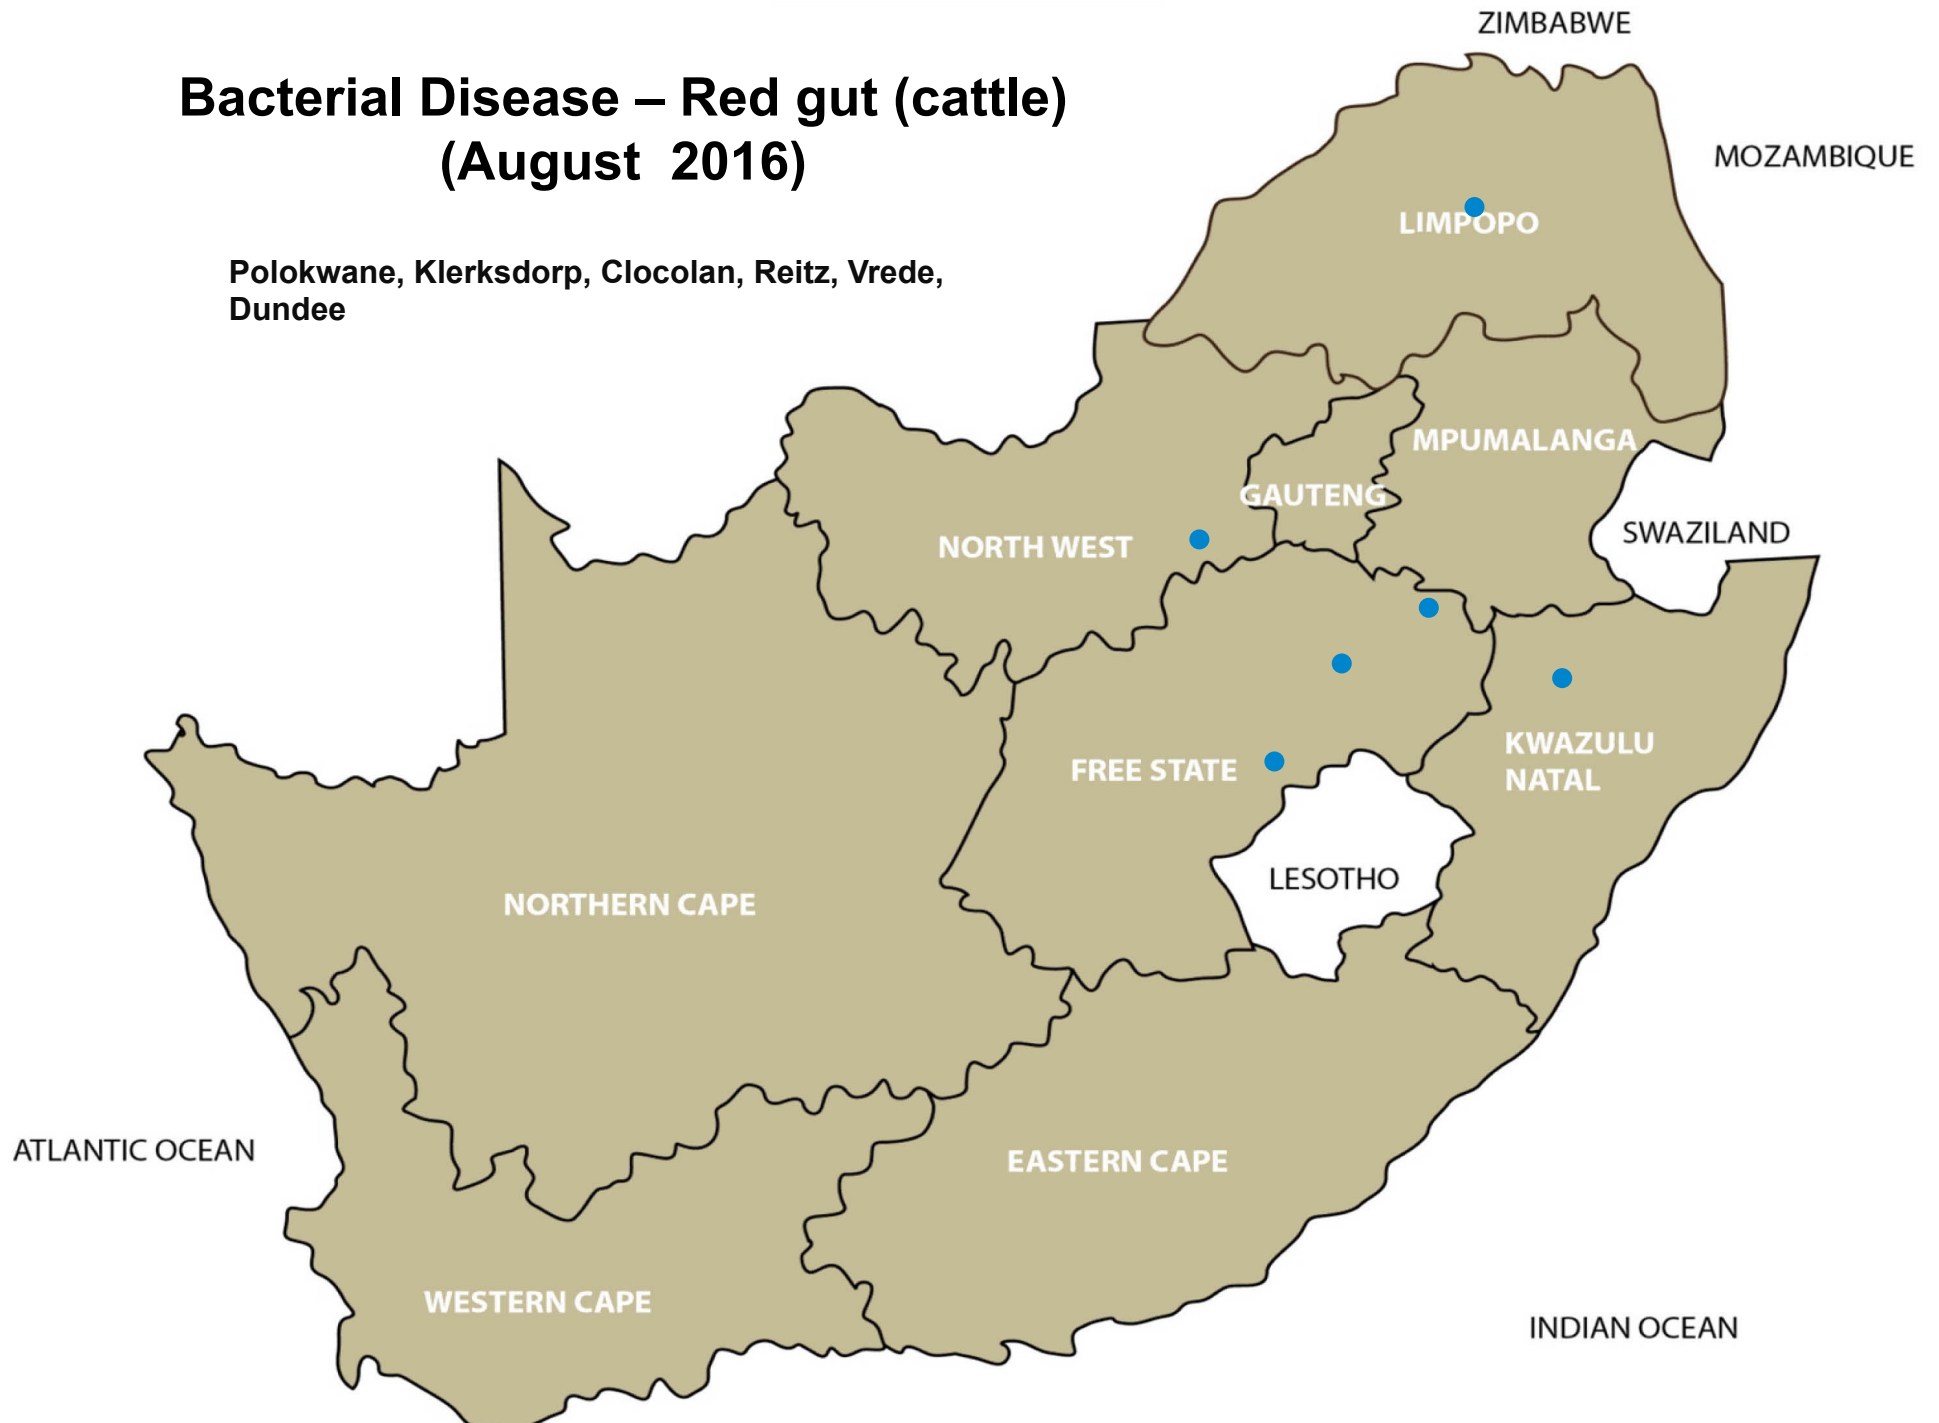 ZIMBABWE
Bacterial Disease – Red gut (cattle)
(August 2016)
MOZAMBIQUE
LIMPOPO
Polokwane, Klerksdorp, Clocolan, Reitz, Vrede,
Dundee
MPUMALANGA
GAUTENG
SWAZILAND
NORTH WEST
KWAZULU
NATAL
FREE STATE
LESOTHO
NORTHERN CAPE
ATLANTIC OCEAN
EASTERN CAPE
WESTERN CAPE
INDIAN OCEAN